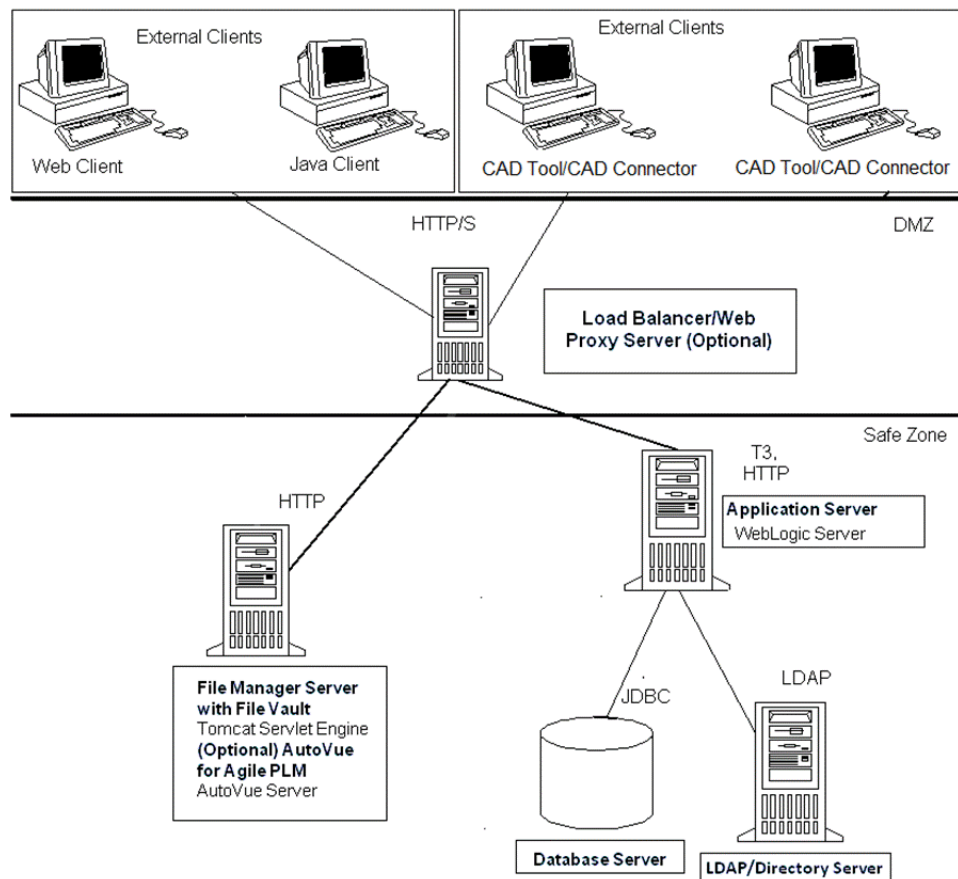 External Clients
Web Client
Java Client
External Clients
CAD Tool/CAD Connector
CAD Tool/CAD Connector
HTTP/S
DMZ
Load Balancer/Web
Proxy Server (Optional)
Safe Zone
HTTP
T3,
HTTP
Application Server
WebLogic Server
File Manager Server
with File Vault
Tomcat Servlet Engine
(Optional) AutoVue
for Agile PLM
AutoVue Server
JDBC
LDAP
Database Server
LDAP/Directory Server